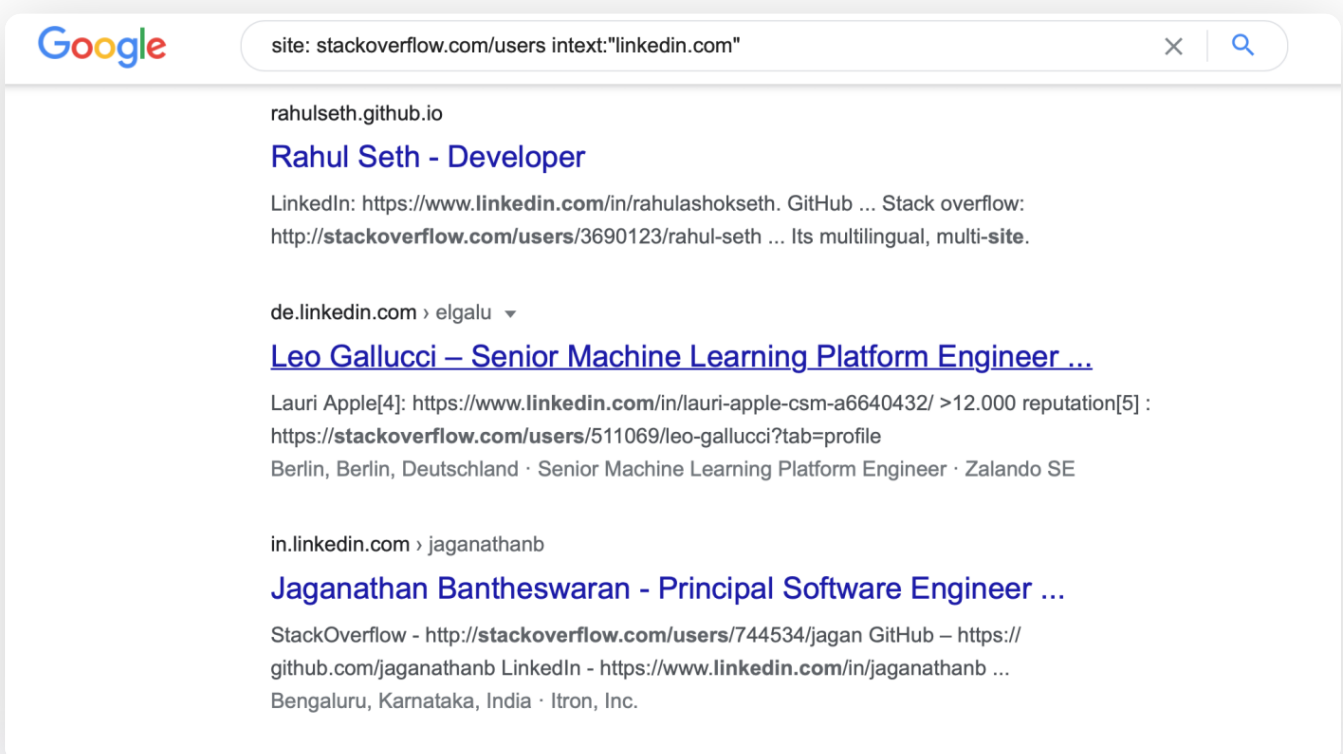 Google
site: stackoverflow.com/users intext:"linkedin.com"
rahulseth.github.io
Rahul Seth - Developer
LinkedIn: https://www.linkedin.com/in/rahulashokseth. GitHub ... Stack overflow:
http://stackoverflow.com/users/3690123/rahul-seth ... Its multilingual, multi-site.
de.linkedin.com › elgalu
Leo Gallucci – Senior Machine Learning Platform Engineer ...
Lauri Apple[4]: https://www.linkedin.com/in/lauri-apple-csm-a6640432/ >12.000 reputation[5] :
https://stackoverflow.com/users/511069/leo-gallucci?tab=profile
Berlin, Berlin, Deutschland · Senior Machine Learning Platform Engineer · Zalando SE
in.linkedin.com › jaganathanb
Jaganathan Bantheswaran - Principal Software Engineer ...
StackOverflow - http://stackoverflow.com/users/744534/jagan GitHub – https://
github.com/jaganathanb LinkedIn - https://www.linkedin.com/in/jaganathanb ...
Bengaluru, Karnataka, India · Itron, Inc.